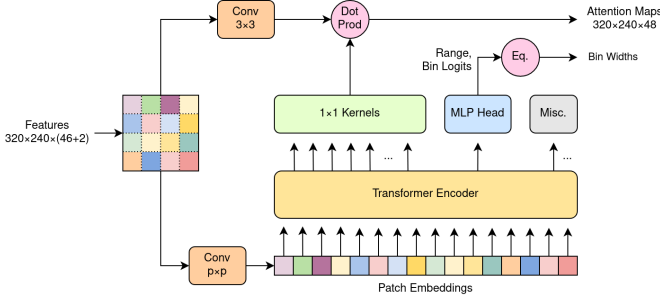 Conv
3×3
Dot
Prod
Attention Maps
320×240×48
Range,
Bin Logits
Eq.
Bin Widths
Features
320×240×(46+2)
1×1 Kernels
MLP Head
Misc.
...
...
Transformer Encoder
Conv
p×p
Patch Embeddings